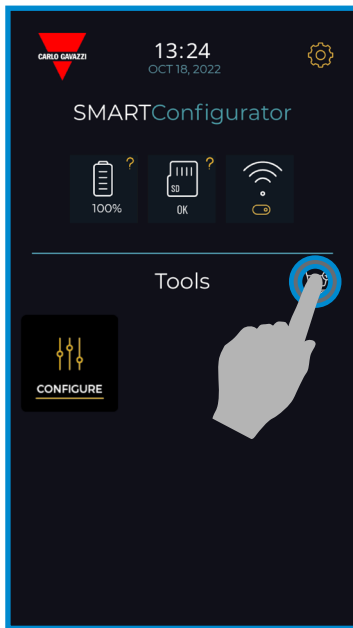 CARLO GAVAZZI
13:24
OCT 18, 2022
SMARTConfigurator
?
?
100%
SD
OK
Tools
CONFIGURE